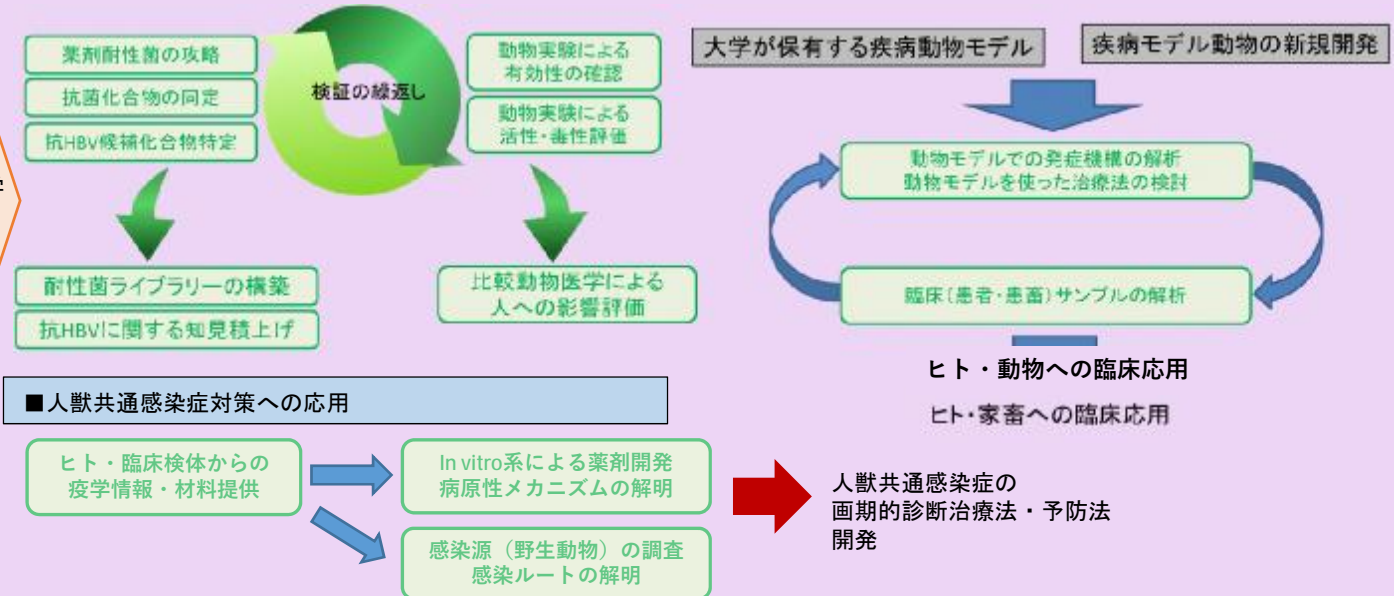 薬剤耐性菌の攻略
抗菌化合物の同定
抗HBV候補化合物特定
検証の繰返し
動物実験による
有効性の確認
動物実験による
活性・毒性評価
耐性菌ライブラリーの構築
抗HBVに関する知見積上げ
比較動物医学による
人への影響評価
大学が保有する疾病動物モデル
疾病モデル動物の新規開発
動物モデルでの発症機構の解析
動物モデルを使った治療法の検討
臨床(患者・患畜)サンプルの解析
ヒト・動物への臨床応用
ヒト・家畜への臨床応用
■人獣共通感染症対策への応用
ヒト・臨床検体からの
疫学情報・材料提供
In vitro系による薬剤開発
病原性メカニズムの解明
感染源（野生動物）の調査
感染ルートの解明
人獣共通感染症の
画期的診断治療法・予防法
開発